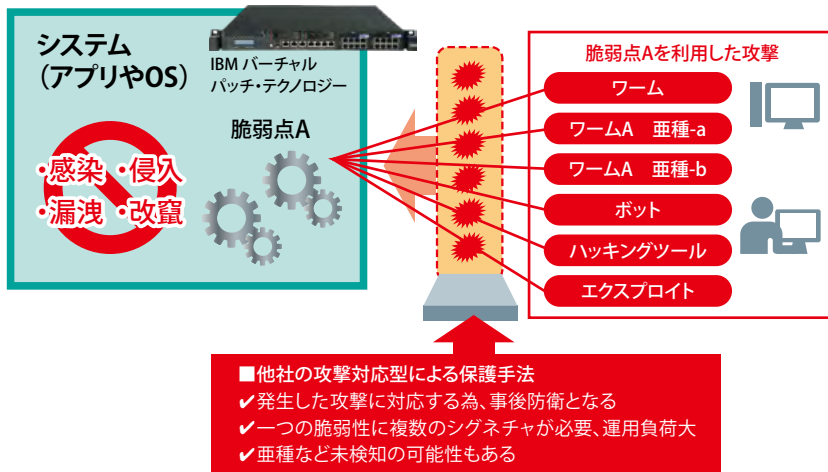 システム
（アプリやOS）
IBM バーチャル
パッチ・テクノロジー
脆弱点A
・感染 ・侵入
・漏洩 ・改竄
脆弱点Aを利用した攻撃
ワーム
ワームA　亜種-a
ワームA　亜種-b
ボット
ハッキングツール
エクスプロイト
■他社の攻撃対応型による保護手法
✔発生した攻撃に対応する為、事後防衛となる
✔一つの脆弱性に複数のシグネチャが必要、運用負荷大
✔亜種など未検知の可能性もある